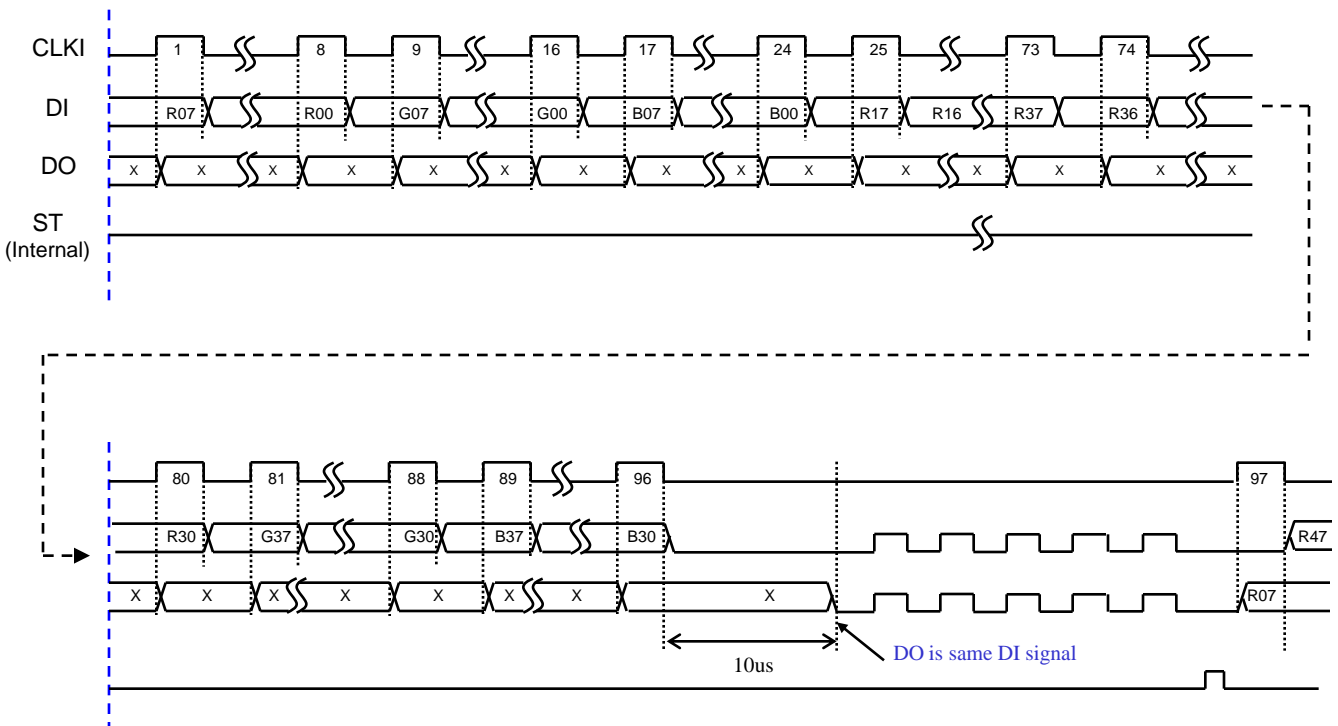 CLKI 1 8 9 16 17 24 25 73 74
DI R07 R00 G07 G00 B07 B00 R17 R16 R37 R36
DO X X X X X X X X X X X X X X X X
ST
(Internal)
80 81 88 89 96 97
R30 G37 G30 B37 B30 R47
X X X X X X X R07
10us
DO is same DI signal